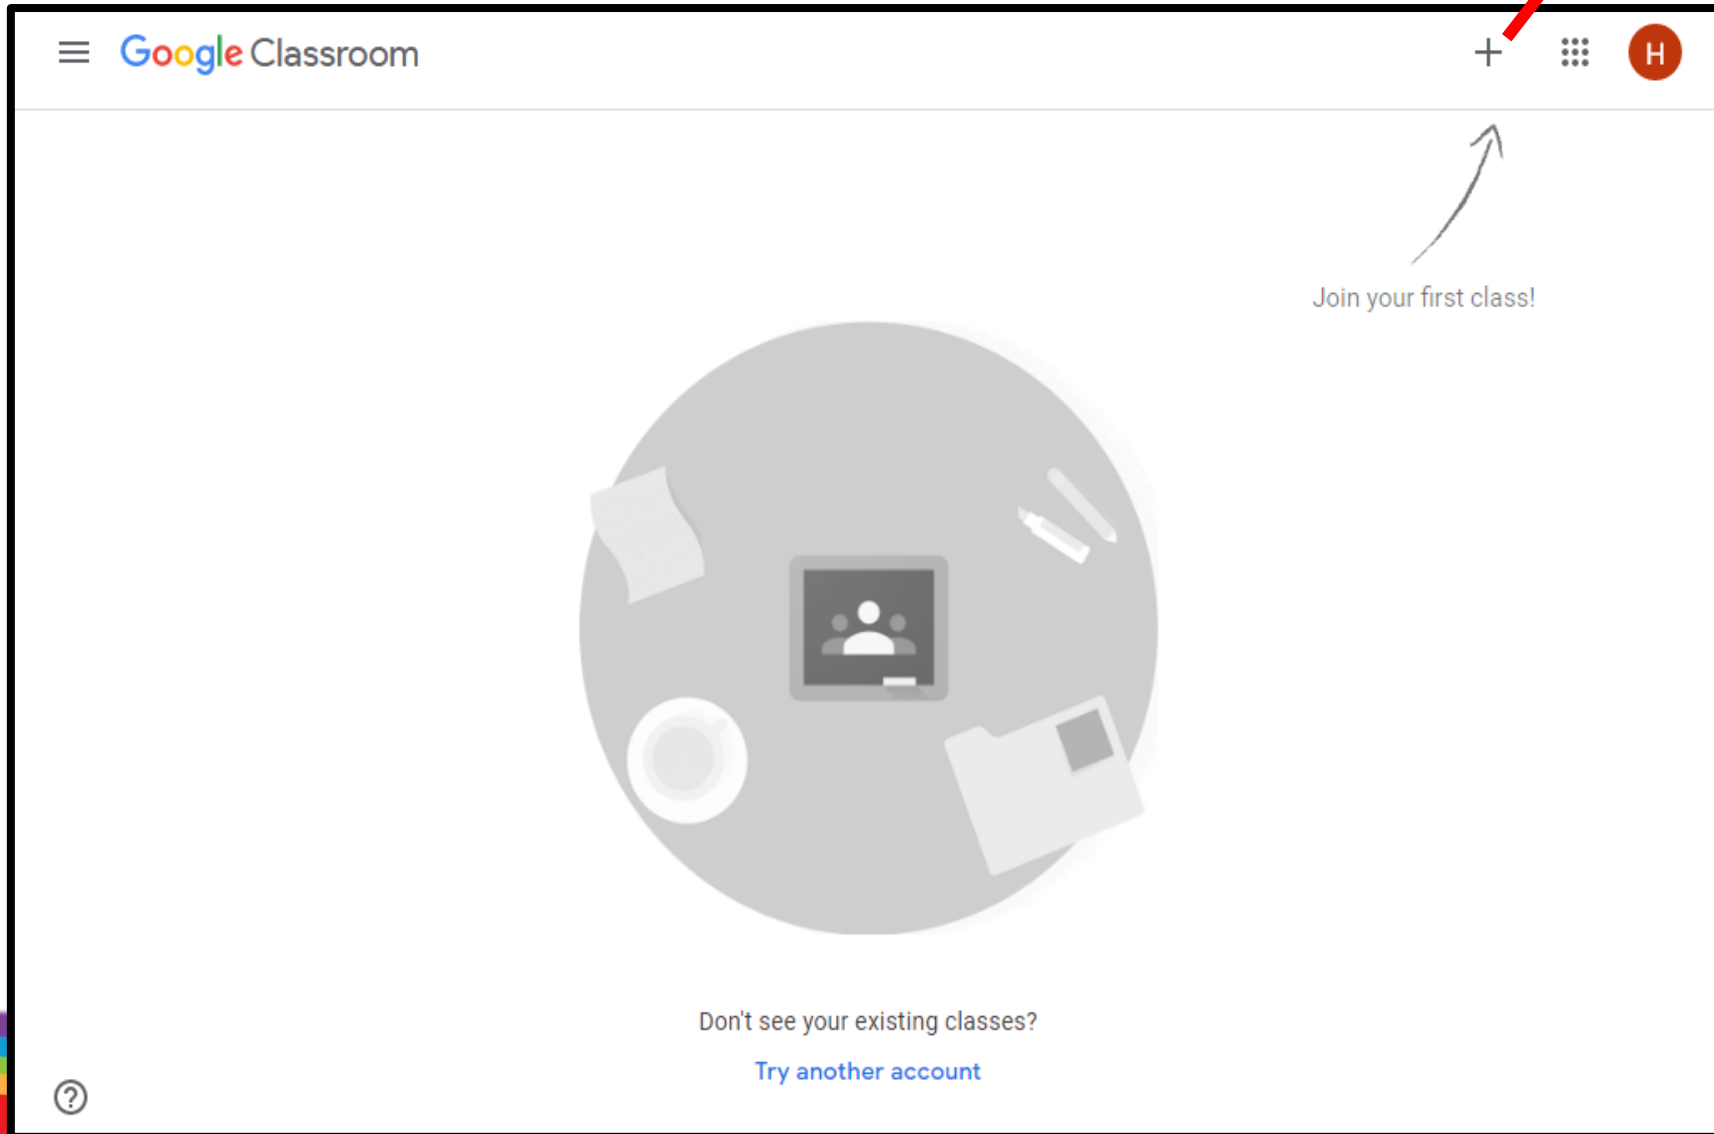 Google Classroom
H
Join your first class!
Don't see your existing classes?
Try another account
?